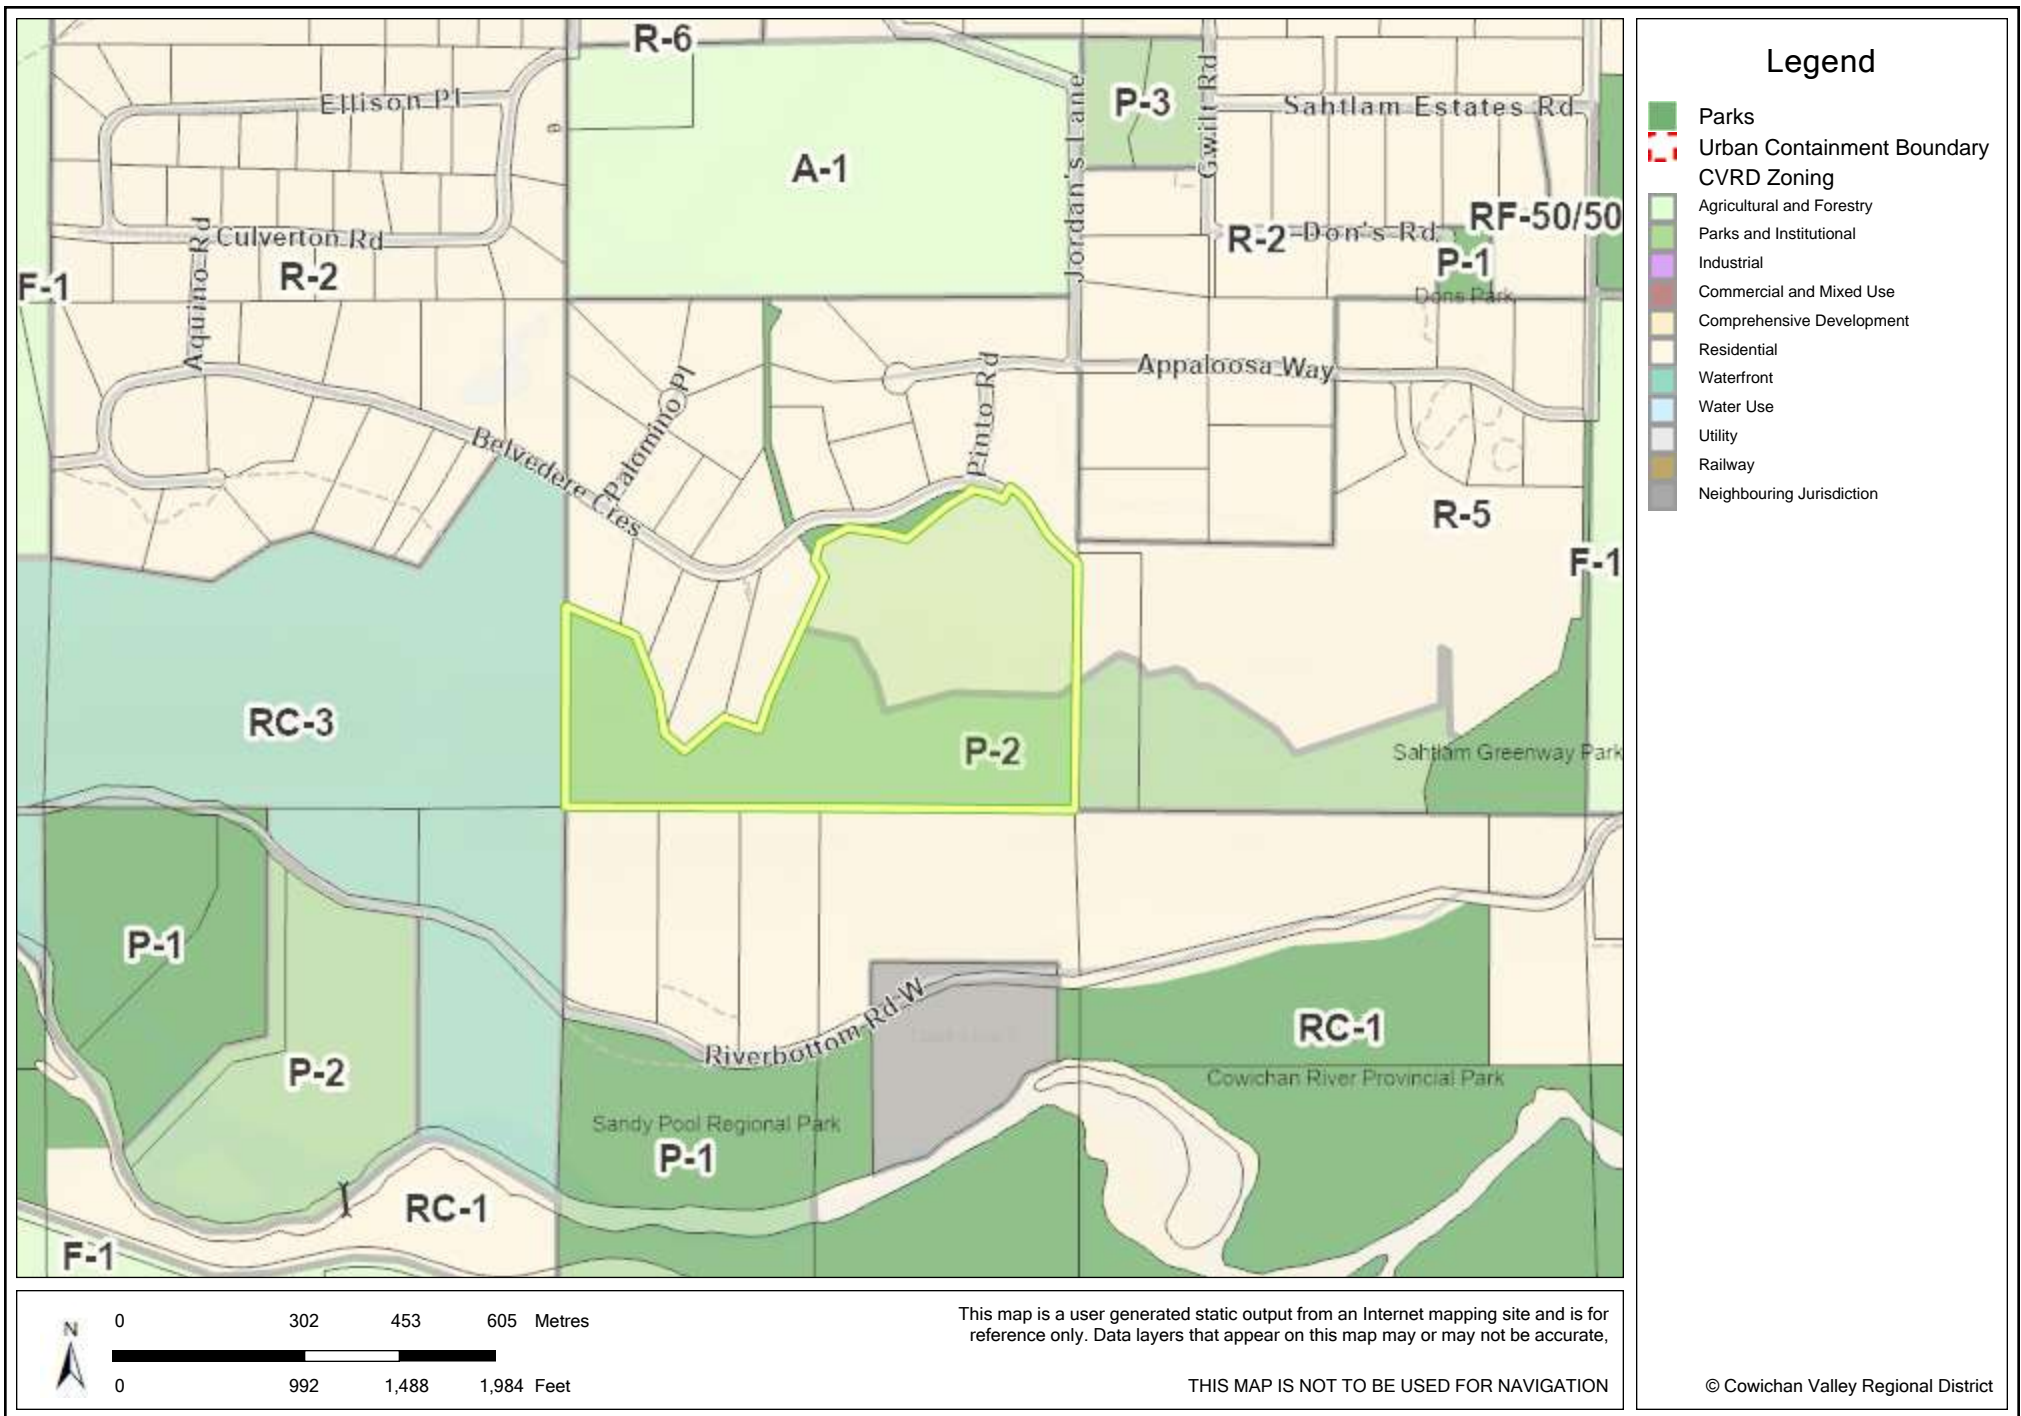 R-6
Ellison Pl
A-1
P-3
Gwilt Rd
Sahtlam Estates Rd
Jordan's Lane
Aquino Rd
Culverton Rd
R-2
F-1
R-2
Don's Rd
RF-50/50
P-1
Dons Park
Palomino Pl
Pinto Rd
Appaloosa Way
Belvedere Cres
R-5
F-1
RC-3
P-2
Sahtlam Greenway Park
P-1
P-2
Riverbottom Rd W
RC-1
Cowichan River Provincial Park
Sandy Pool Regional Park
P-1
RC-1
F-1
Legend
Parks
Urban Containment Boundary
CVRD Zoning
Agricultural and Forestry
Parks and Institutional
Industrial
Commercial and Mixed Use
Comprehensive Development
Residential
Waterfront
Water Use
Utility
Railway
Neighbouring Jurisdiction
N
0 302 453 605 Metres
0 992 1,488 1,984 Feet
This map is a user generated static output from an Internet mapping site and is for
reference only. Data layers that appear on this map may or may not be accurate,
THIS MAP IS NOT TO BE USED FOR NAVIGATION
© Cowichan Valley Regional District